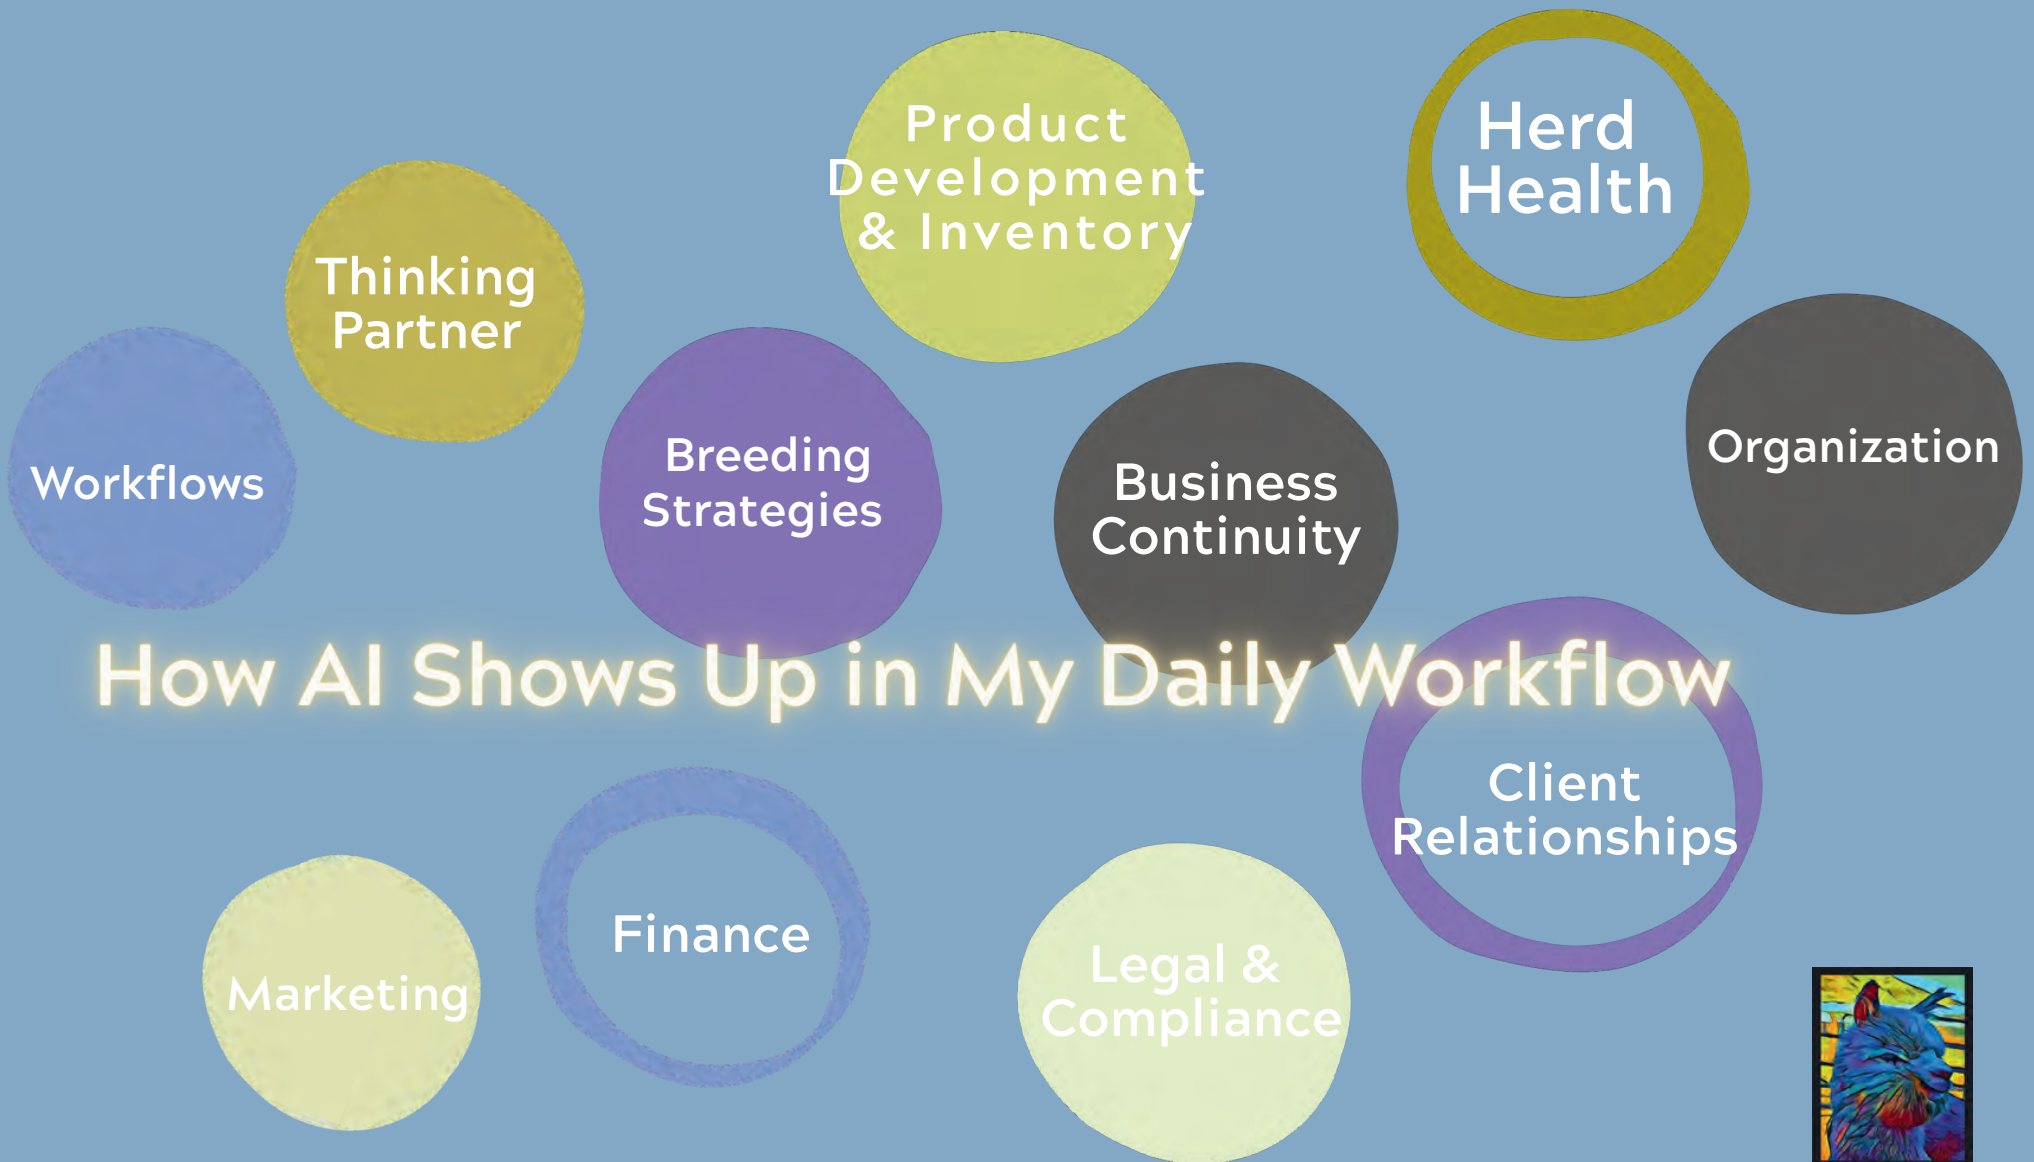 Product
Development
& Inventory
Herd
Health
Thinking
Partner
Workflows
Breeding
Strategies
Business
Continuity
Organization
How AI Shows Up in My Daily Workflow
Client
Relationships
Marketing
Finance
Legal &
Compliance